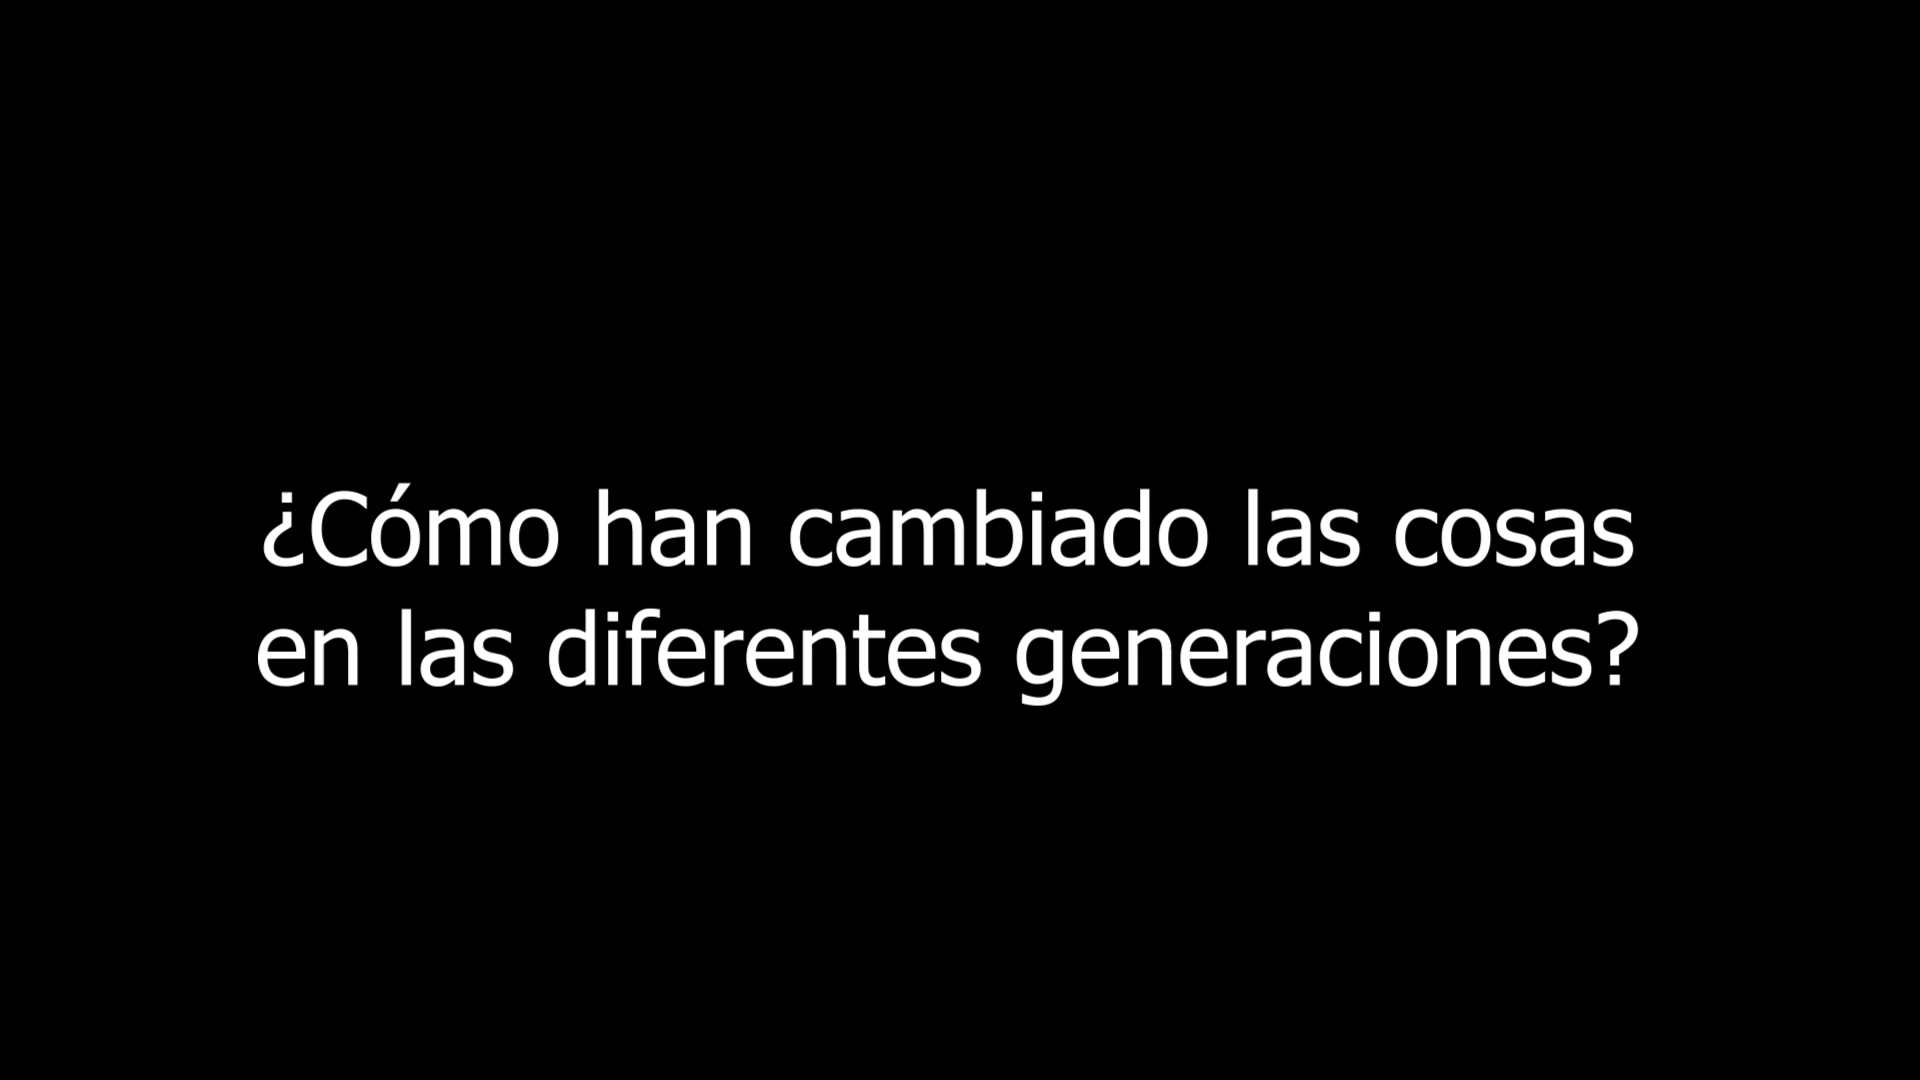 ¿Cómo han cambiado las cosas
en las diferentes generaciones?